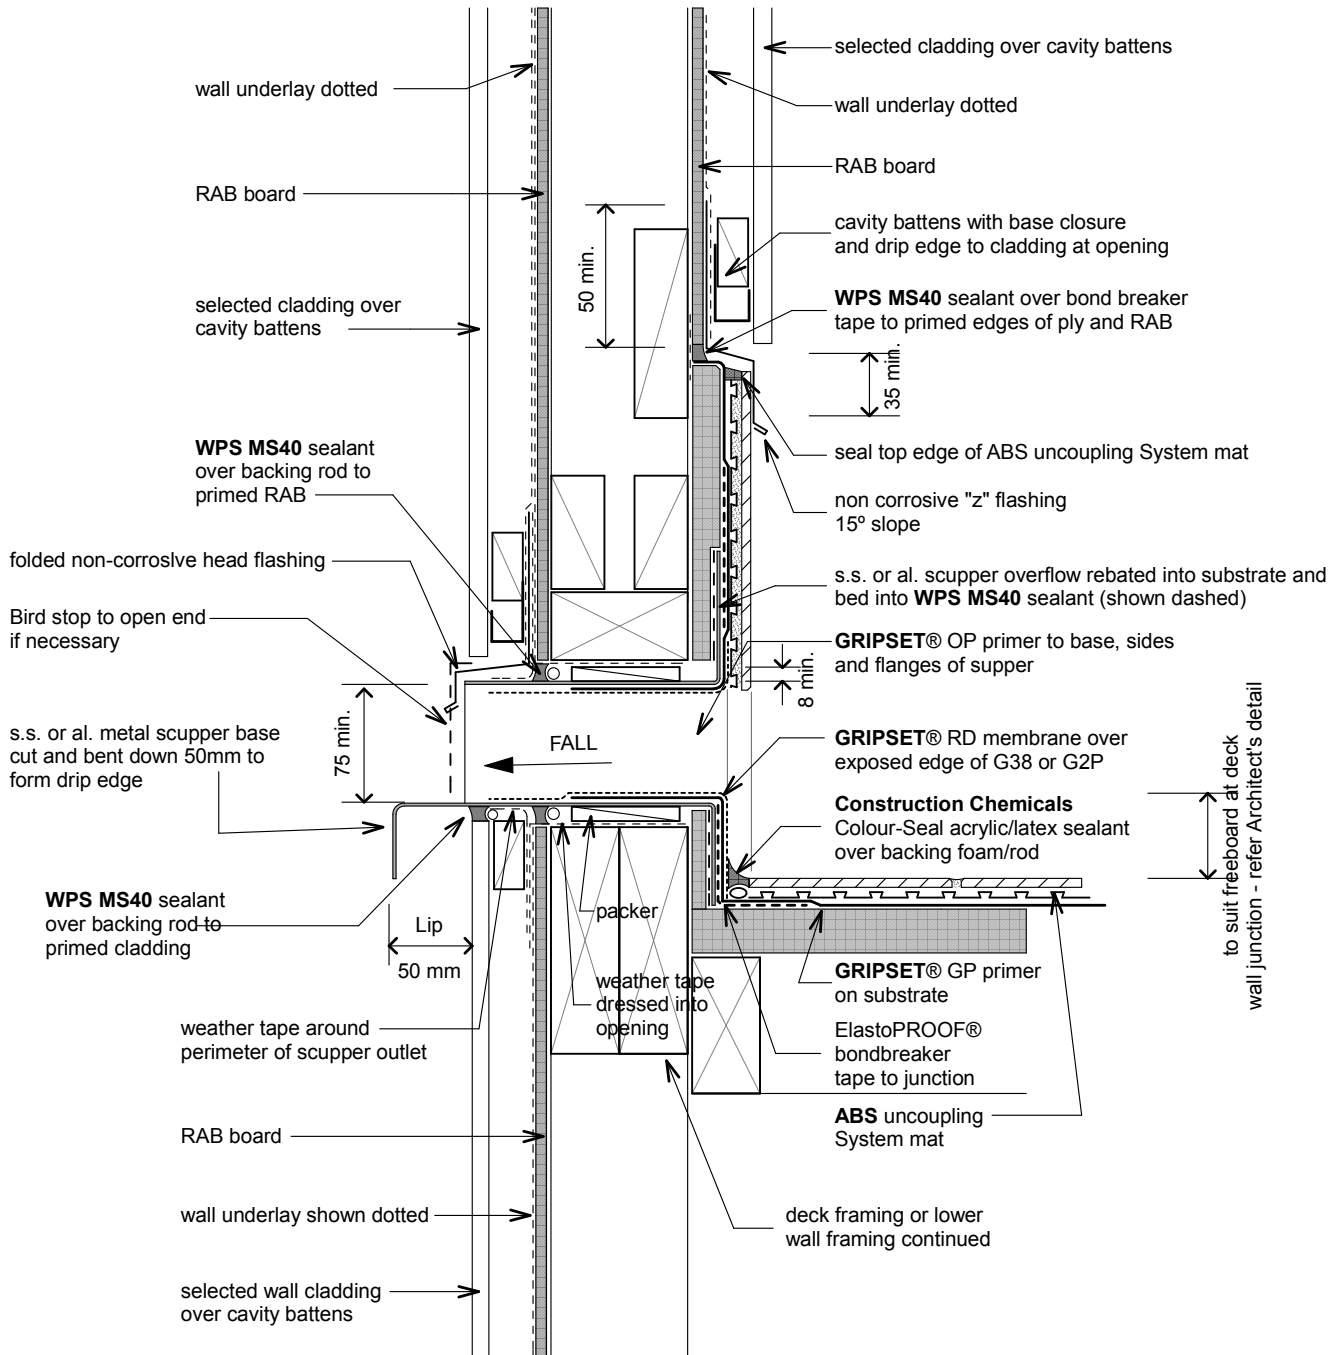 selected cladding over cavity battens
wall underlay dotted
wall underlay dotted
RAB board
RAB board
cavity battens with base closure
and drip edge to cladding at opening
50 min.
selected cladding over
cavity battens
WPS MS40 sealant over bond breaker
tape to primed edges of ply and RAB
35 min.
WPS MS40 sealant
over backing rod to
primed RAB
seal top edge of ABS uncoupling System mat
non corrosive "z" flashing
15º slope
folded non-corrosIve head flashing
s.s. or al. scupper overflow rebated into substrate and
bed into WPS MS40 sealant (shown dashed)
Bird stop to open end
if necessary
GRIPSET® OP primer to base, sides
and flanges of supper
8 min.
s.s. or al. metal scupper base
cut and bent down 50mm to
form drip edge
75 min.
FALL
GRIPSET® RD membrane over
exposed edge of G38 or G2P
Construction Chemicals
Colour-Seal acrylic/latex sealant
over backing foam/rod
to suit freeboard at deck
wall junction - refer Architect's detail
WPS MS40 sealant
over backing rod to
primed cladding
Lip
50 mm
packer
weather tape
dressed into
opening
GRIPSET® GP primer
on substrate
weather tape around
perimeter of scupper outlet
ElastoPROOF®
bondbreaker
tape to junction
ABS uncoupling
System mat
RAB board
wall underlay shown dotted
deck framing or lower
wall framing continued
selected wall cladding
over cavity battens